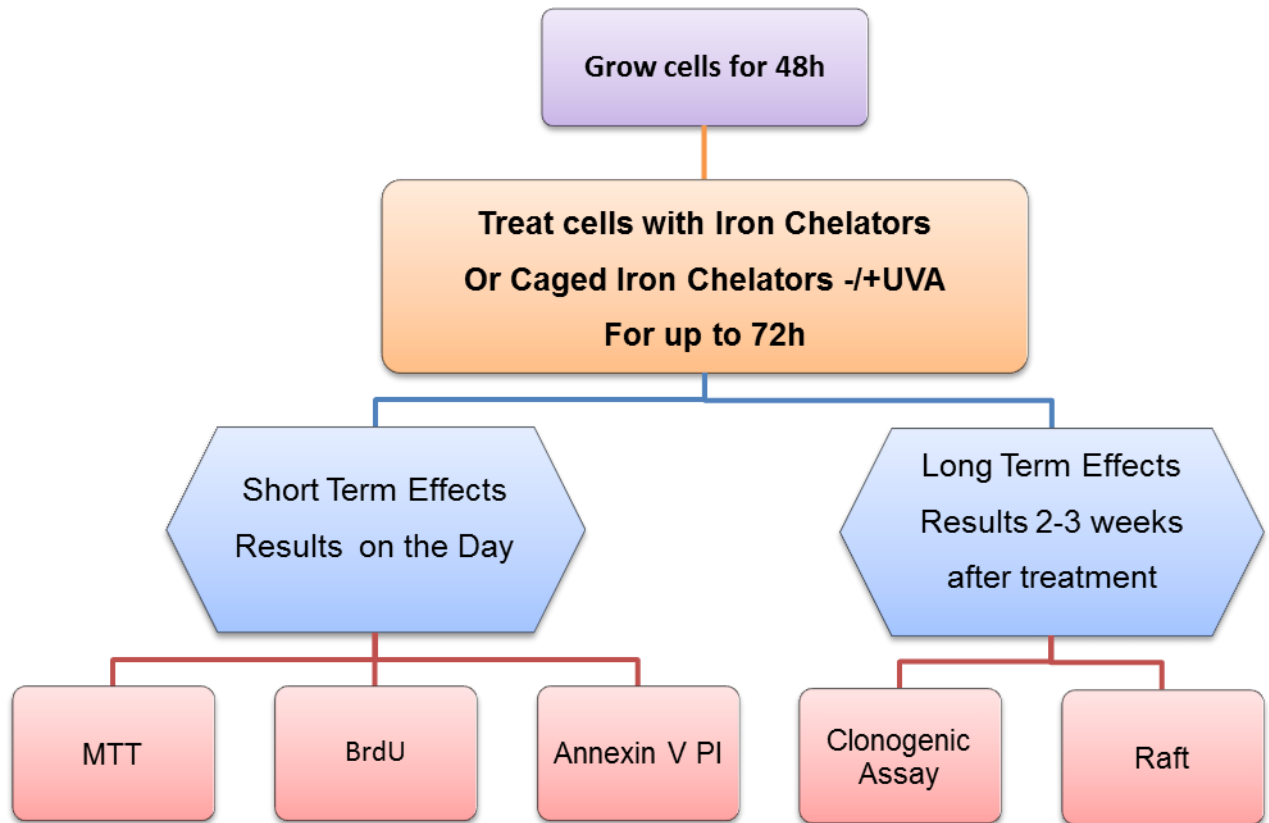 Grow cells for 48h
Treat cells with Iron Chelators
Or Caged Iron Chelators -/+UVA
For up to 72h
Short Term Effects
Results on the Day
Long Term Effects
Results 2-3 weeks
after treatment
MTT
BrdU
Annexin V PI
Clonogenic
Assay
Raft